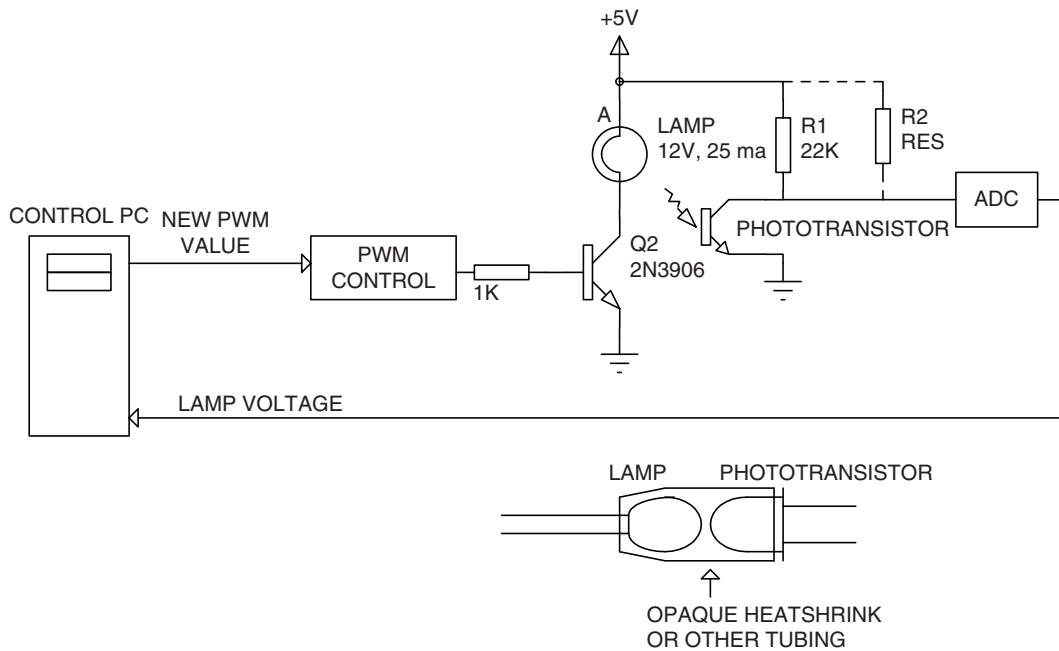 +5V
A
LAMP
12V, 25 ma
R1
22K
R2
RES
ADC
CONTROL PC
NEW PWM
VALUE
PWM
CONTROL
1K
Q2
2N3906
PHOTOTRANSISTOR
LAMP VOLTAGE
LAMP
PHOTOTRANSISTOR
OPAQUE HEATSHRINK
OR OTHER TUBING